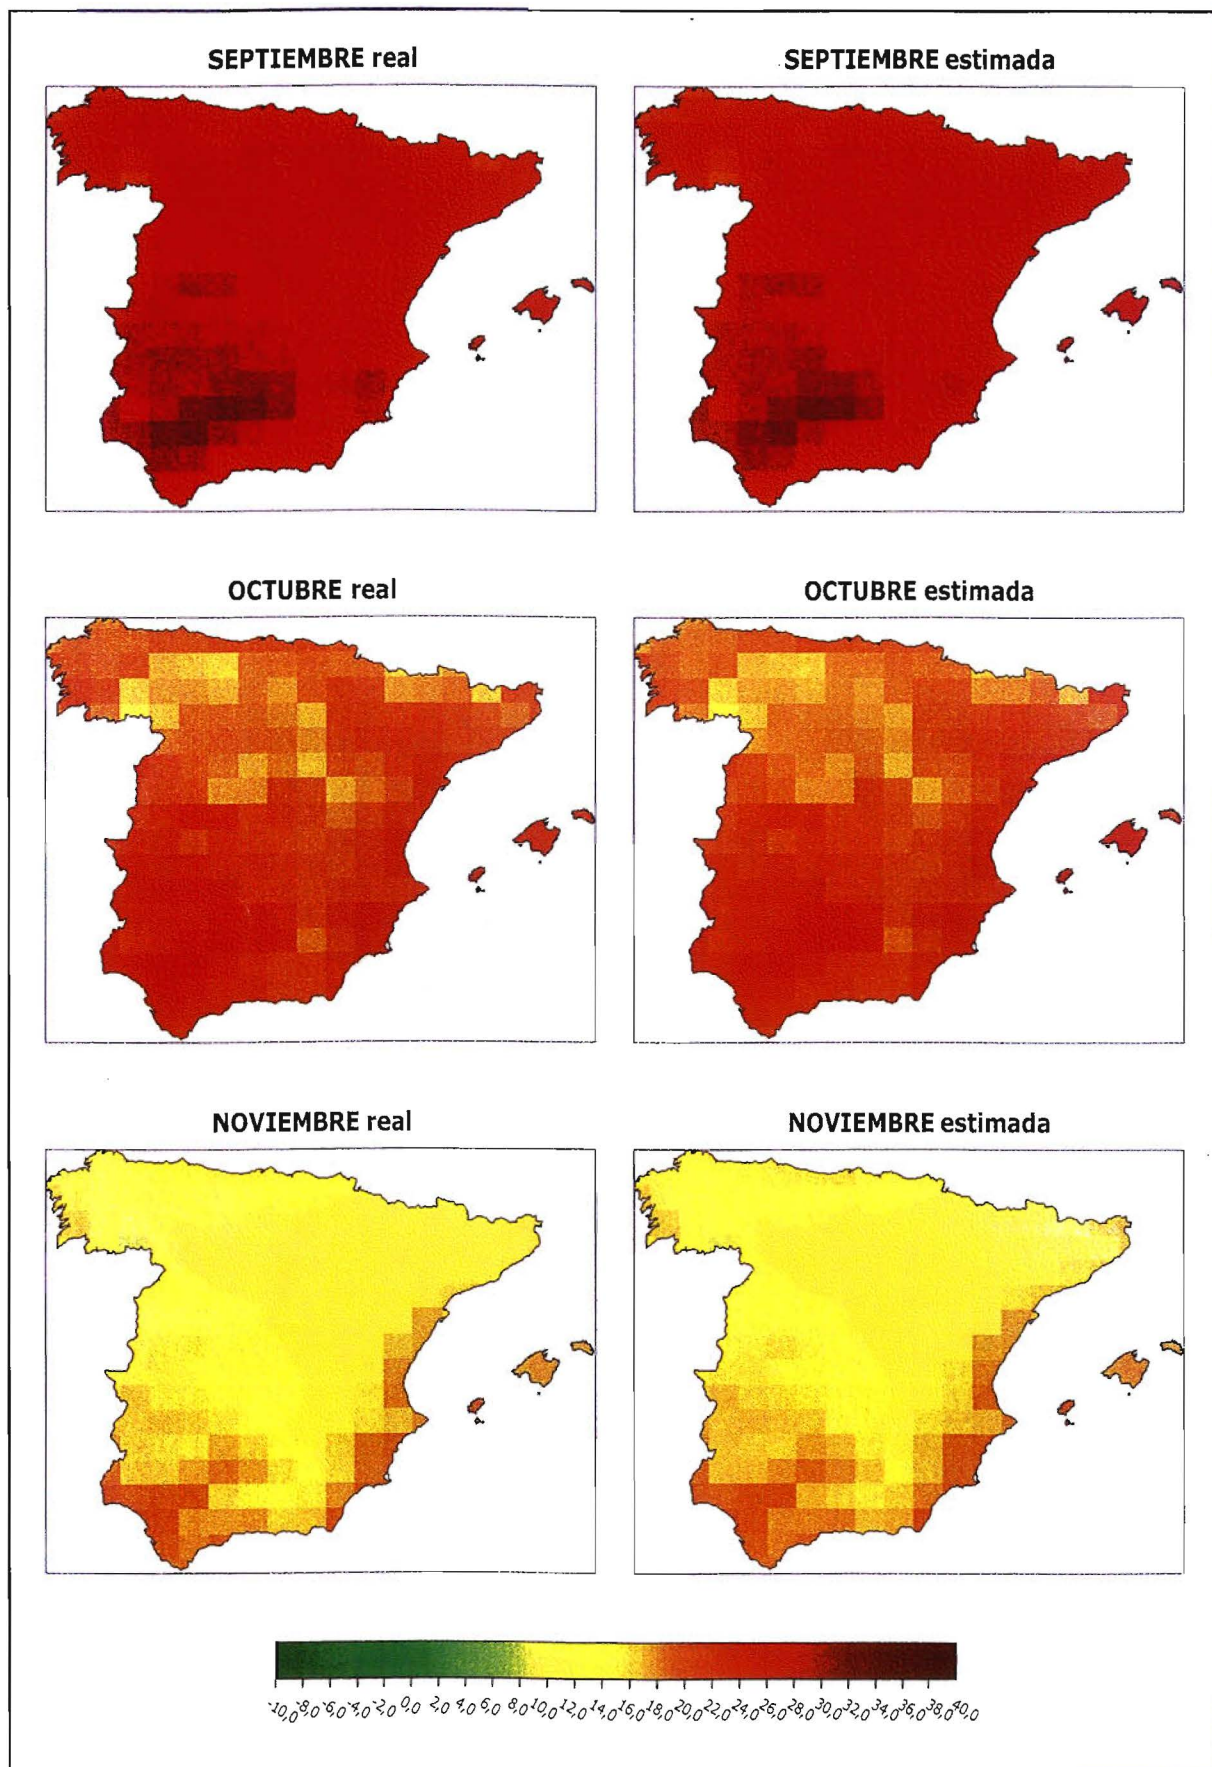 SEPTIEMBRE real
SEPTIEMBRE estimada
OCTUBRE real
OCTUBRE estimada
NOVIEMBRE real
NOVIEMBRE estimada
-10,0 -8,0 -6,0 -4,0 -2,0 0,0 2,0 4,0 6,0 8,0 10,0 12,0 14,0 16,0 18,0 20,0 22,0 24,0 26,0 28,0 30,0 32,0 34,0 36,0 38,0 40,0